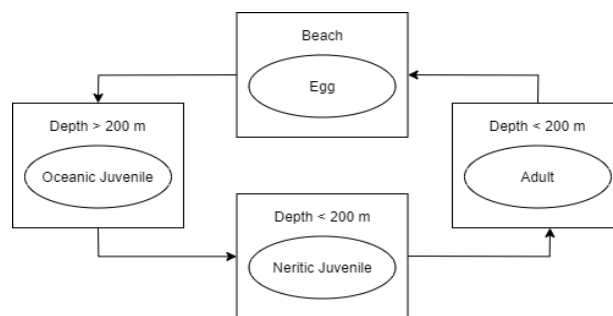 Beach
Egg
Depth > 200 m
Oceanic Juvenile
Depth < 200 m
Adult
Depth < 200 m
Neritic Juvenile